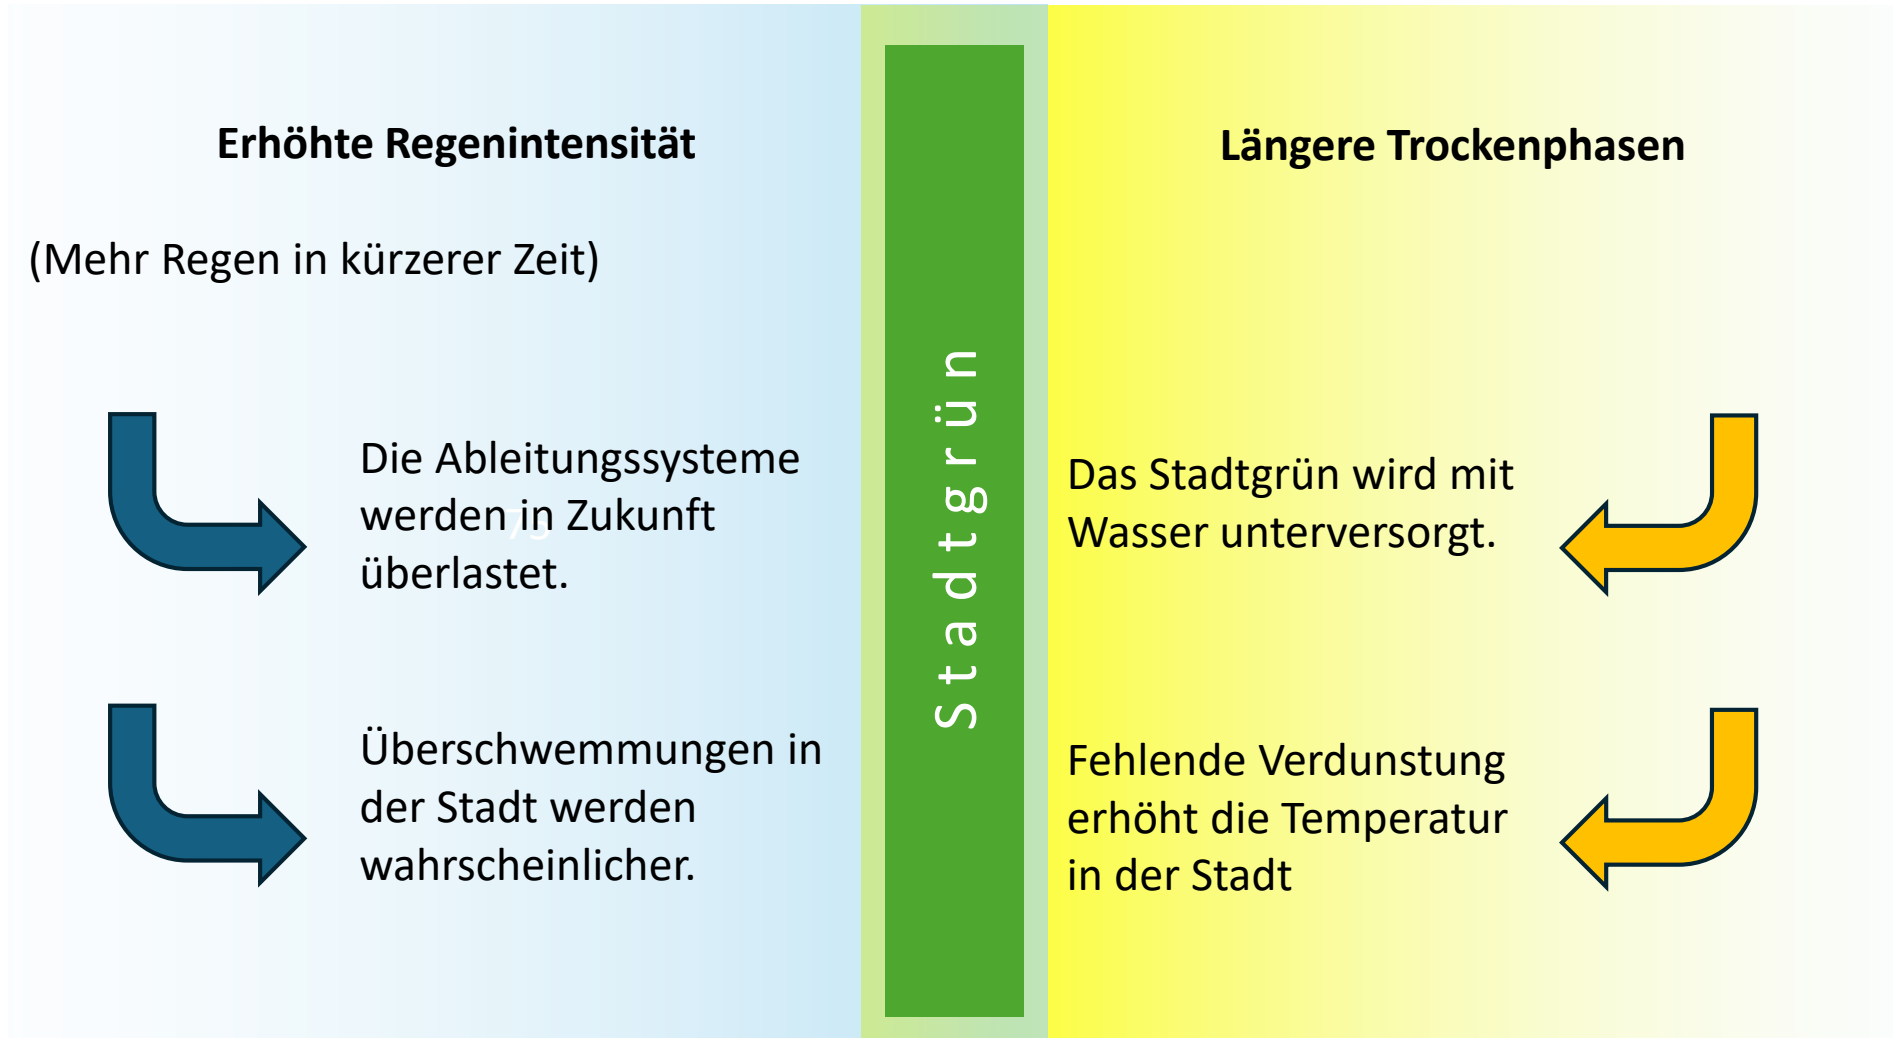 Erhöhte Regenintensität
(Mehr Regen in kürzerer Zeit)
Die Ableitungssysteme
werden in Zukunft
überlastet.
Überschwemmungen in
der Stadt werden
wahrscheinlicher.
Stadtgrün
Längere Trockenphasen
Das Stadtgrün wird mit
Wasser unterversorgt.
Fehlende Verdunstung
erhöht die Temperatur
in der Stadt